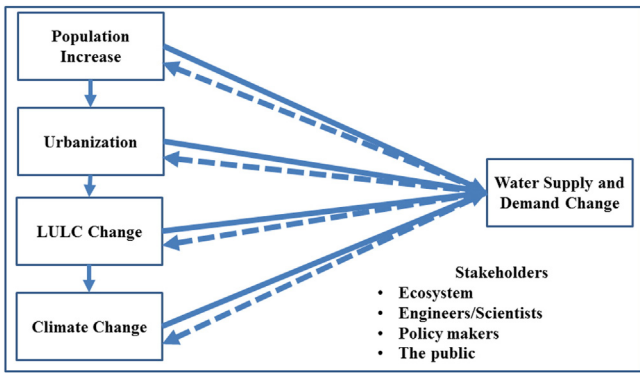 Population
Increase
Urbanization
LULC Change
Climate Change
Water Supply and
Demand Change
Stakeholders
• Ecosystem
• Engineers/Scientists
• Policy makers
• The public